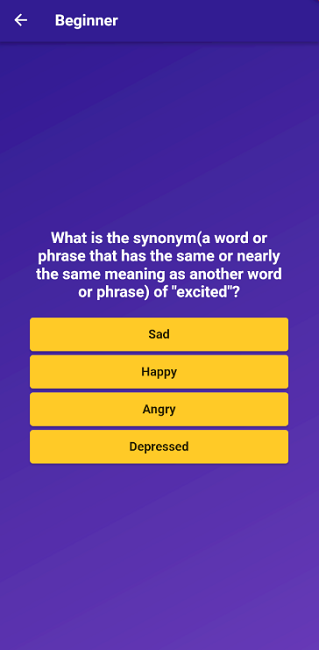 Beginner
What is the synonym(a word or
phrase that has the same or nearly
the same meaning as another word
or phrase) of "excited"?
Sad
Happy
Angry
Depressed